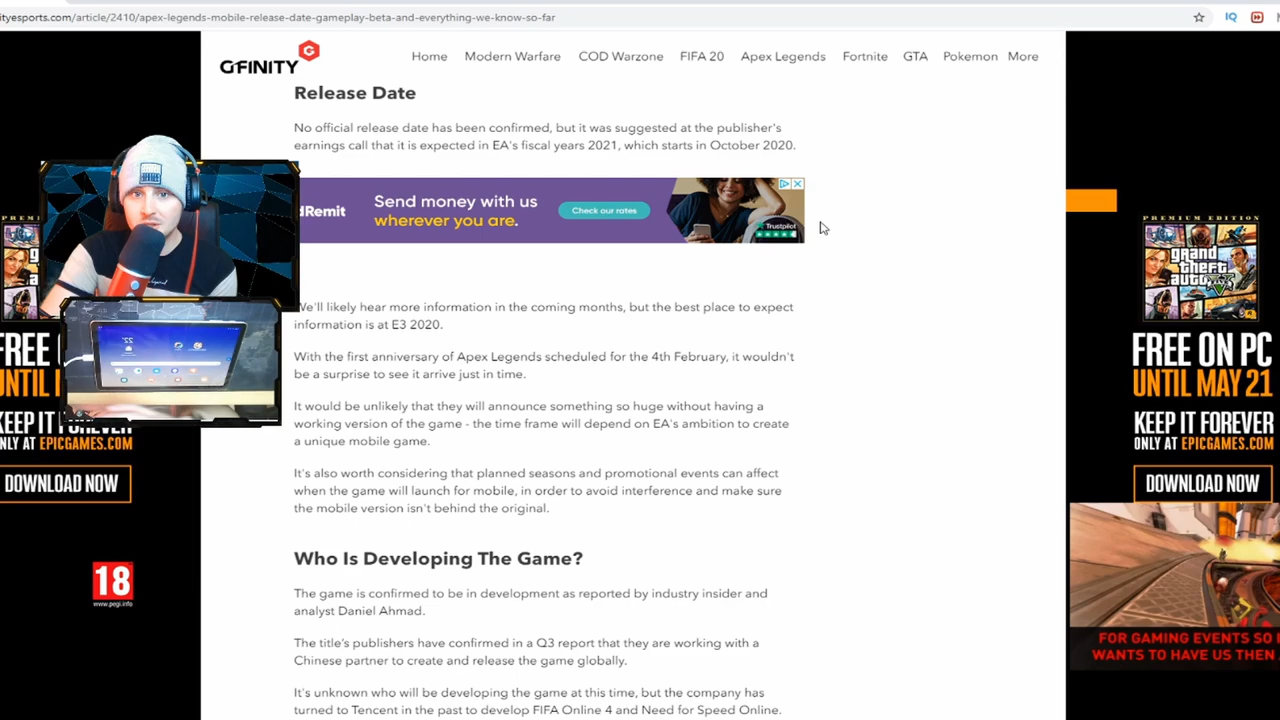 ityesports.com/article/2410/apex-legends-mobile-release-date-gameplay-beta-and-everything-we-know-so-far
IQ
GFINITY
G
Home Modern Warfare COD Warzone FIFA 20 Apex Legends Fortnite GTA Pokemon More
Release Date
No official release date has been confirmed, but it was suggested at the publisher's
earnings call that it is expected in EA's fiscal years 2021, which starts in October 2020.
dRemit
Send money with us
wherever you are.
Check our rates
Trustpilot
We'll likely hear more information in the coming months, but the best place to expect
information is at E3 2020.
With the first anniversary of Apex Legends scheduled for the 4th February, it wouldn't
be a surprise to see it arrive just in time.
It would be unlikely that they will announce something so huge without having a
working version of the game - the time frame will depend on EA's ambition to create
a unique mobile game.
It's also worth considering that planned seasons and promotional events can affect
when the game will launch for mobile, in order to avoid interference and make sure
the mobile version isn't behind the original.
Who Is Developing The Game?
The game is confirmed to be in development as reported by industry insider and
analyst Daniel Ahmad.
The title's publishers have confirmed in a Q3 report that they are working with a
Chinese partner to create and release the game globally.
It's unknown who will be developing the game at this time, but the company has
turned to Tencent in the past to develop FIFA Online 4 and Need for Speed Online.
PREM
FREE
UNTIL M
KEEP IT FOREVER
NLY AT EPICGAMES.COM
DOWNLOAD NOW
18
www.pegi.info
PREMIUM EDITION
grand
theft
auto V
FREE ON PC
UNTIL MAY 21
KEEP IT FOREVER
ONLY AT EPICGAMES.COM
DOWNLOAD NOW
FOR GAMING EVENTS SO
WANTS TO HAVE US THEN